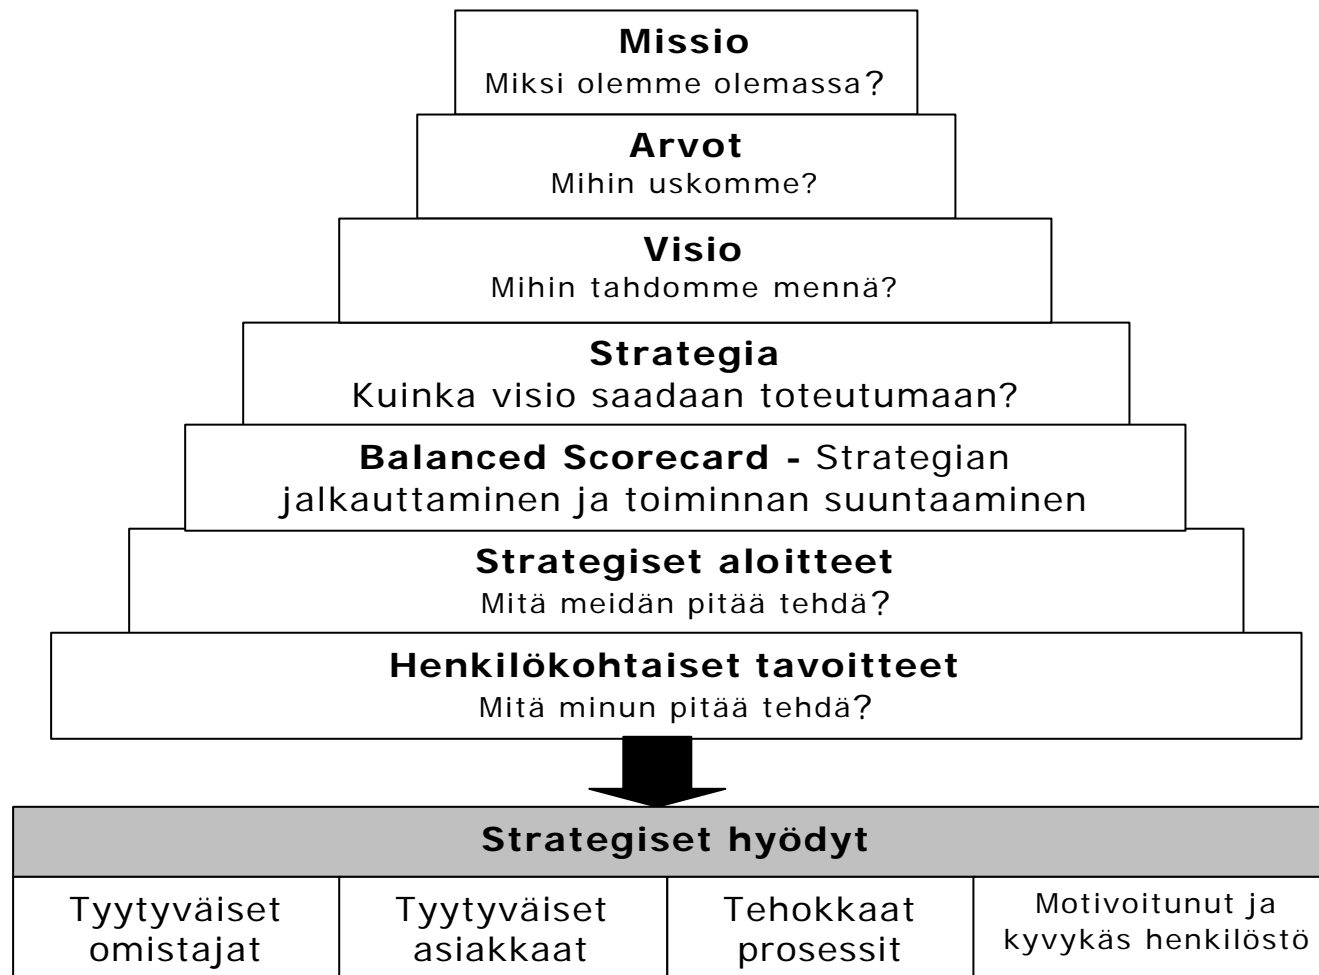 Missio
Miksi olemme olemassa?
Arvot
Mihin uskomme?
Visio
Mihin tahdomme mennä?
Strategia
Kuinka visio saadaan toteutumaan?
Balanced Scorecard - Strategian
jalkauttaminen ja toiminnan suuntaaminen
Strategiset aloitteet
Mitä meidän pitää tehdä?
Henkilökohtaiset tavoitteet
Mitä minun pitää tehdä?
Strategiset hyödyt
Tyytyväiset
omistajat
Tyytyväiset
asiakkaat
Tehokkaat
prosessit
Motivoitunut ja
kyvykäs henkilöstö